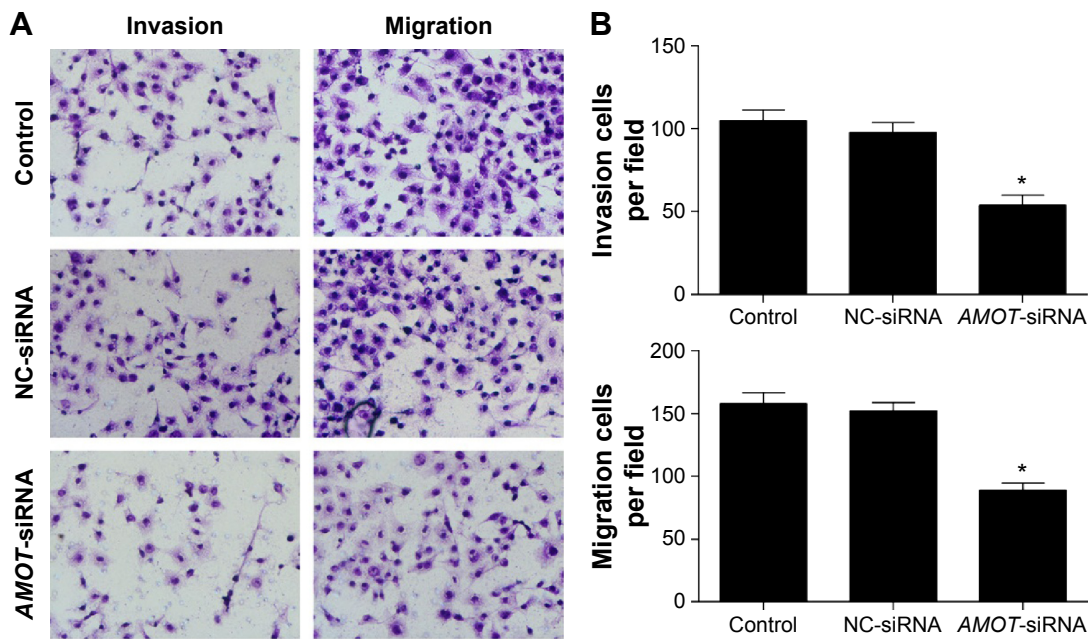 A
Invasion
Migration
Control
NC-siRNA
AMOT-siRNA
B
Invasion cells
per field
150
100
50
0
*
Control
NC-siRNA
AMOT-siRNA
Migration cells
per field
200
150
100
50
0
*
Control
NC-siRNA
AMOT-siRNA